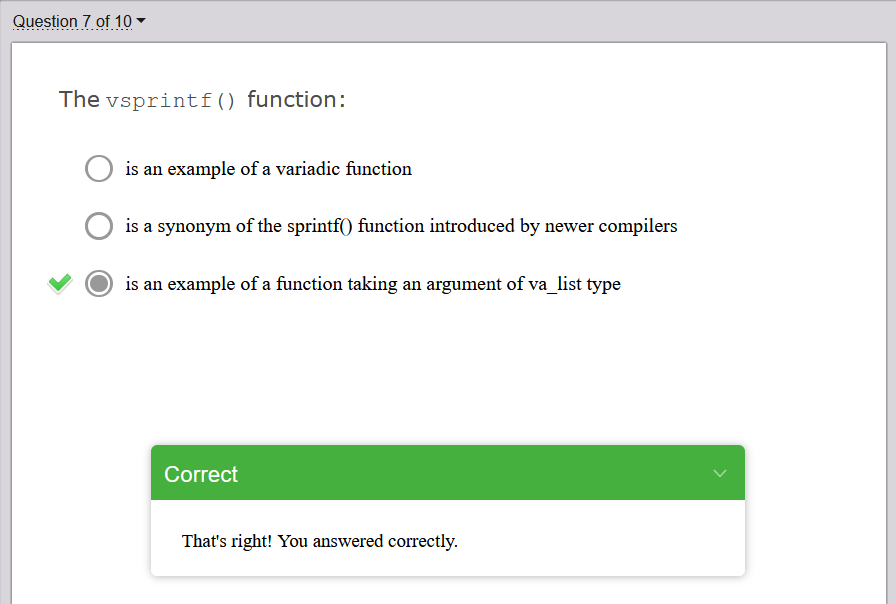 Question 7 of 10
The vsprintf() function:
is an example of a variadic function
is a synonym of the sprintf() function introduced by newer compilers
is an example of a function taking an argument of va_list type
Correct
That's right! You answered correctly.